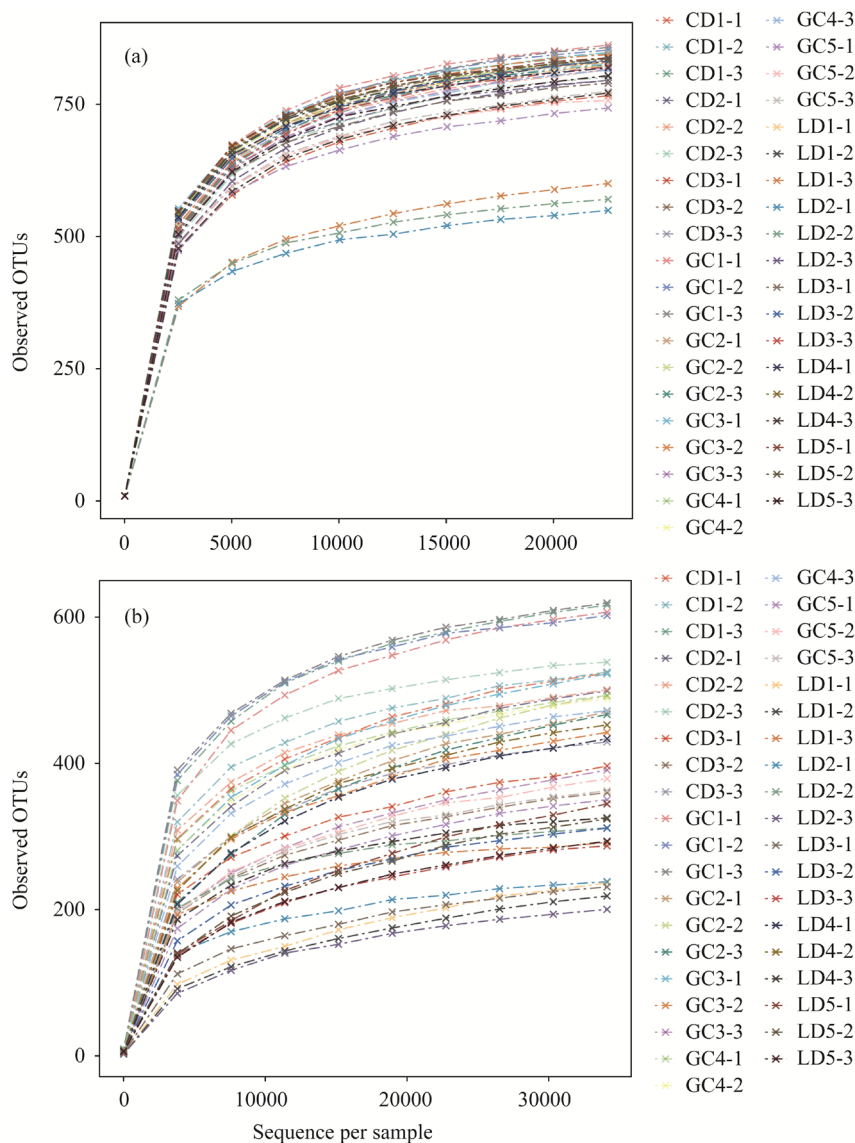 (a)
Observed OTUs
750
500
250
0
0 5000 10000 15000 20000
CD1-1
CD1-2
CD1-3
CD2-1
CD2-2
CD2-3
CD3-1
CD3-2
CD3-3
GC1-1
GC1-2
GC1-3
GC2-1
GC2-2
GC2-3
GC3-1
GC3-2
GC3-3
GC4-1
GC4-2
GC4-3
GC5-1
GC5-2
GC5-3
LD1-1
LD1-2
LD1-3
LD2-1
LD2-2
LD2-3
LD3-1
LD3-2
LD3-3
LD4-1
LD4-2
LD4-3
LD5-1
LD5-2
LD5-3
(b)
Observed OTUs
600
400
200
0
0 10000 20000 30000
Sequence per sample
CD1-1
CD1-2
CD1-3
CD2-1
CD2-2
CD2-3
CD3-1
CD3-2
CD3-3
GC1-1
GC1-2
GC1-3
GC2-1
GC2-2
GC2-3
GC3-1
GC3-2
GC3-3
GC4-1
GC4-2
GC4-3
GC5-1
GC5-2
GC5-3
LD1-1
LD1-2
LD1-3
LD2-1
LD2-2
LD2-3
LD3-1
LD3-2
LD3-3
LD4-1
LD4-2
LD4-3
LD5-1
LD5-2
LD5-3